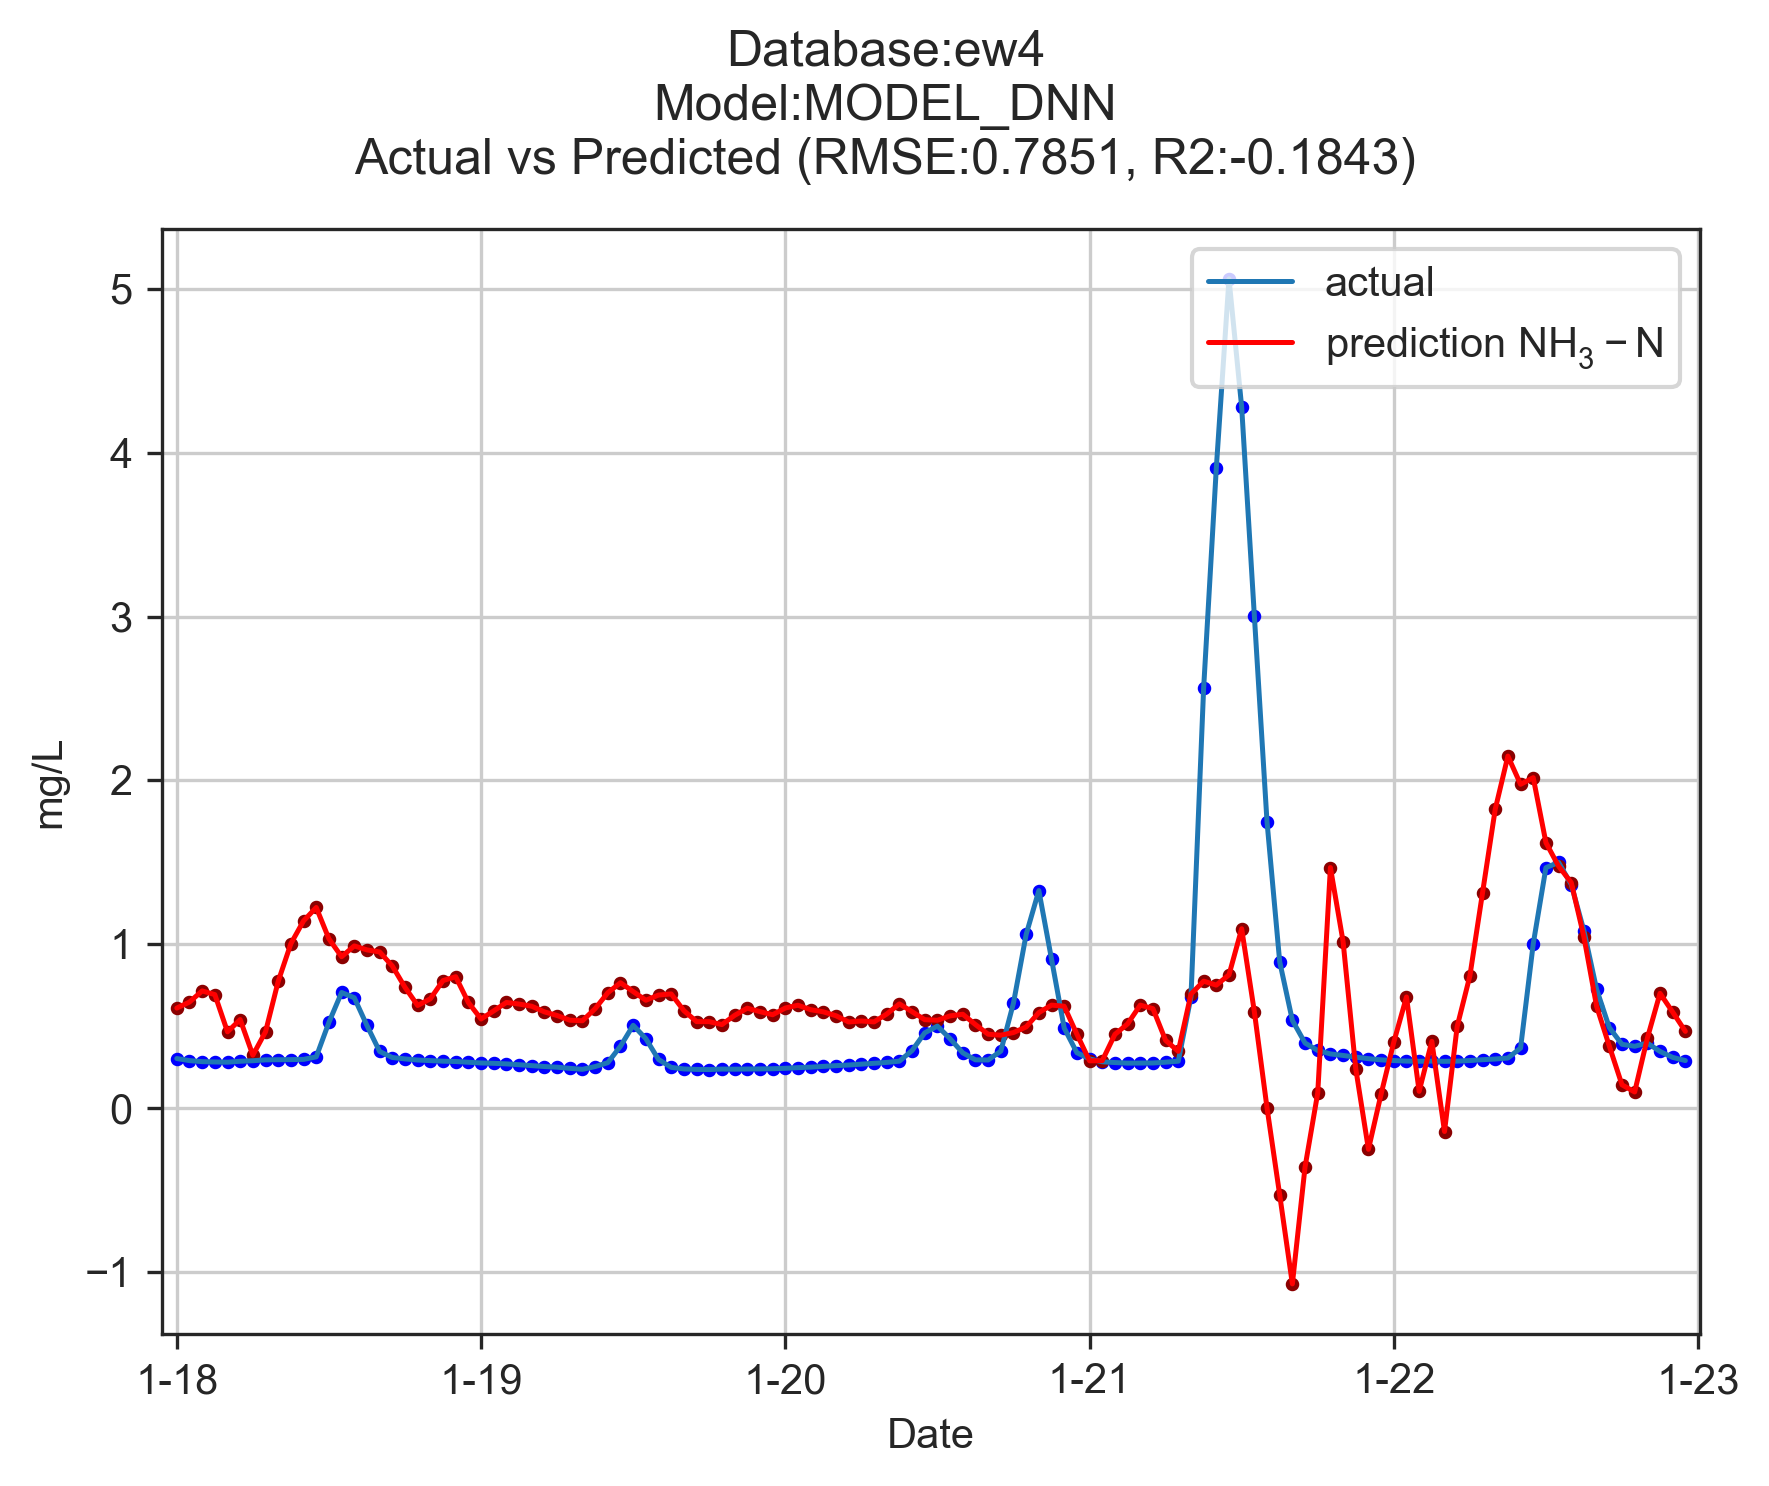 Database:ew4
Model:MODEL_DNN
Actual vs Predicted (RMSE:0.7851, R2:-0.1843)
actual
prediction NH₃ − N
5
4
3
2
1
0
−1
mg/L
1-18 1-19 1-20 1-21 1-22 1-23
Date